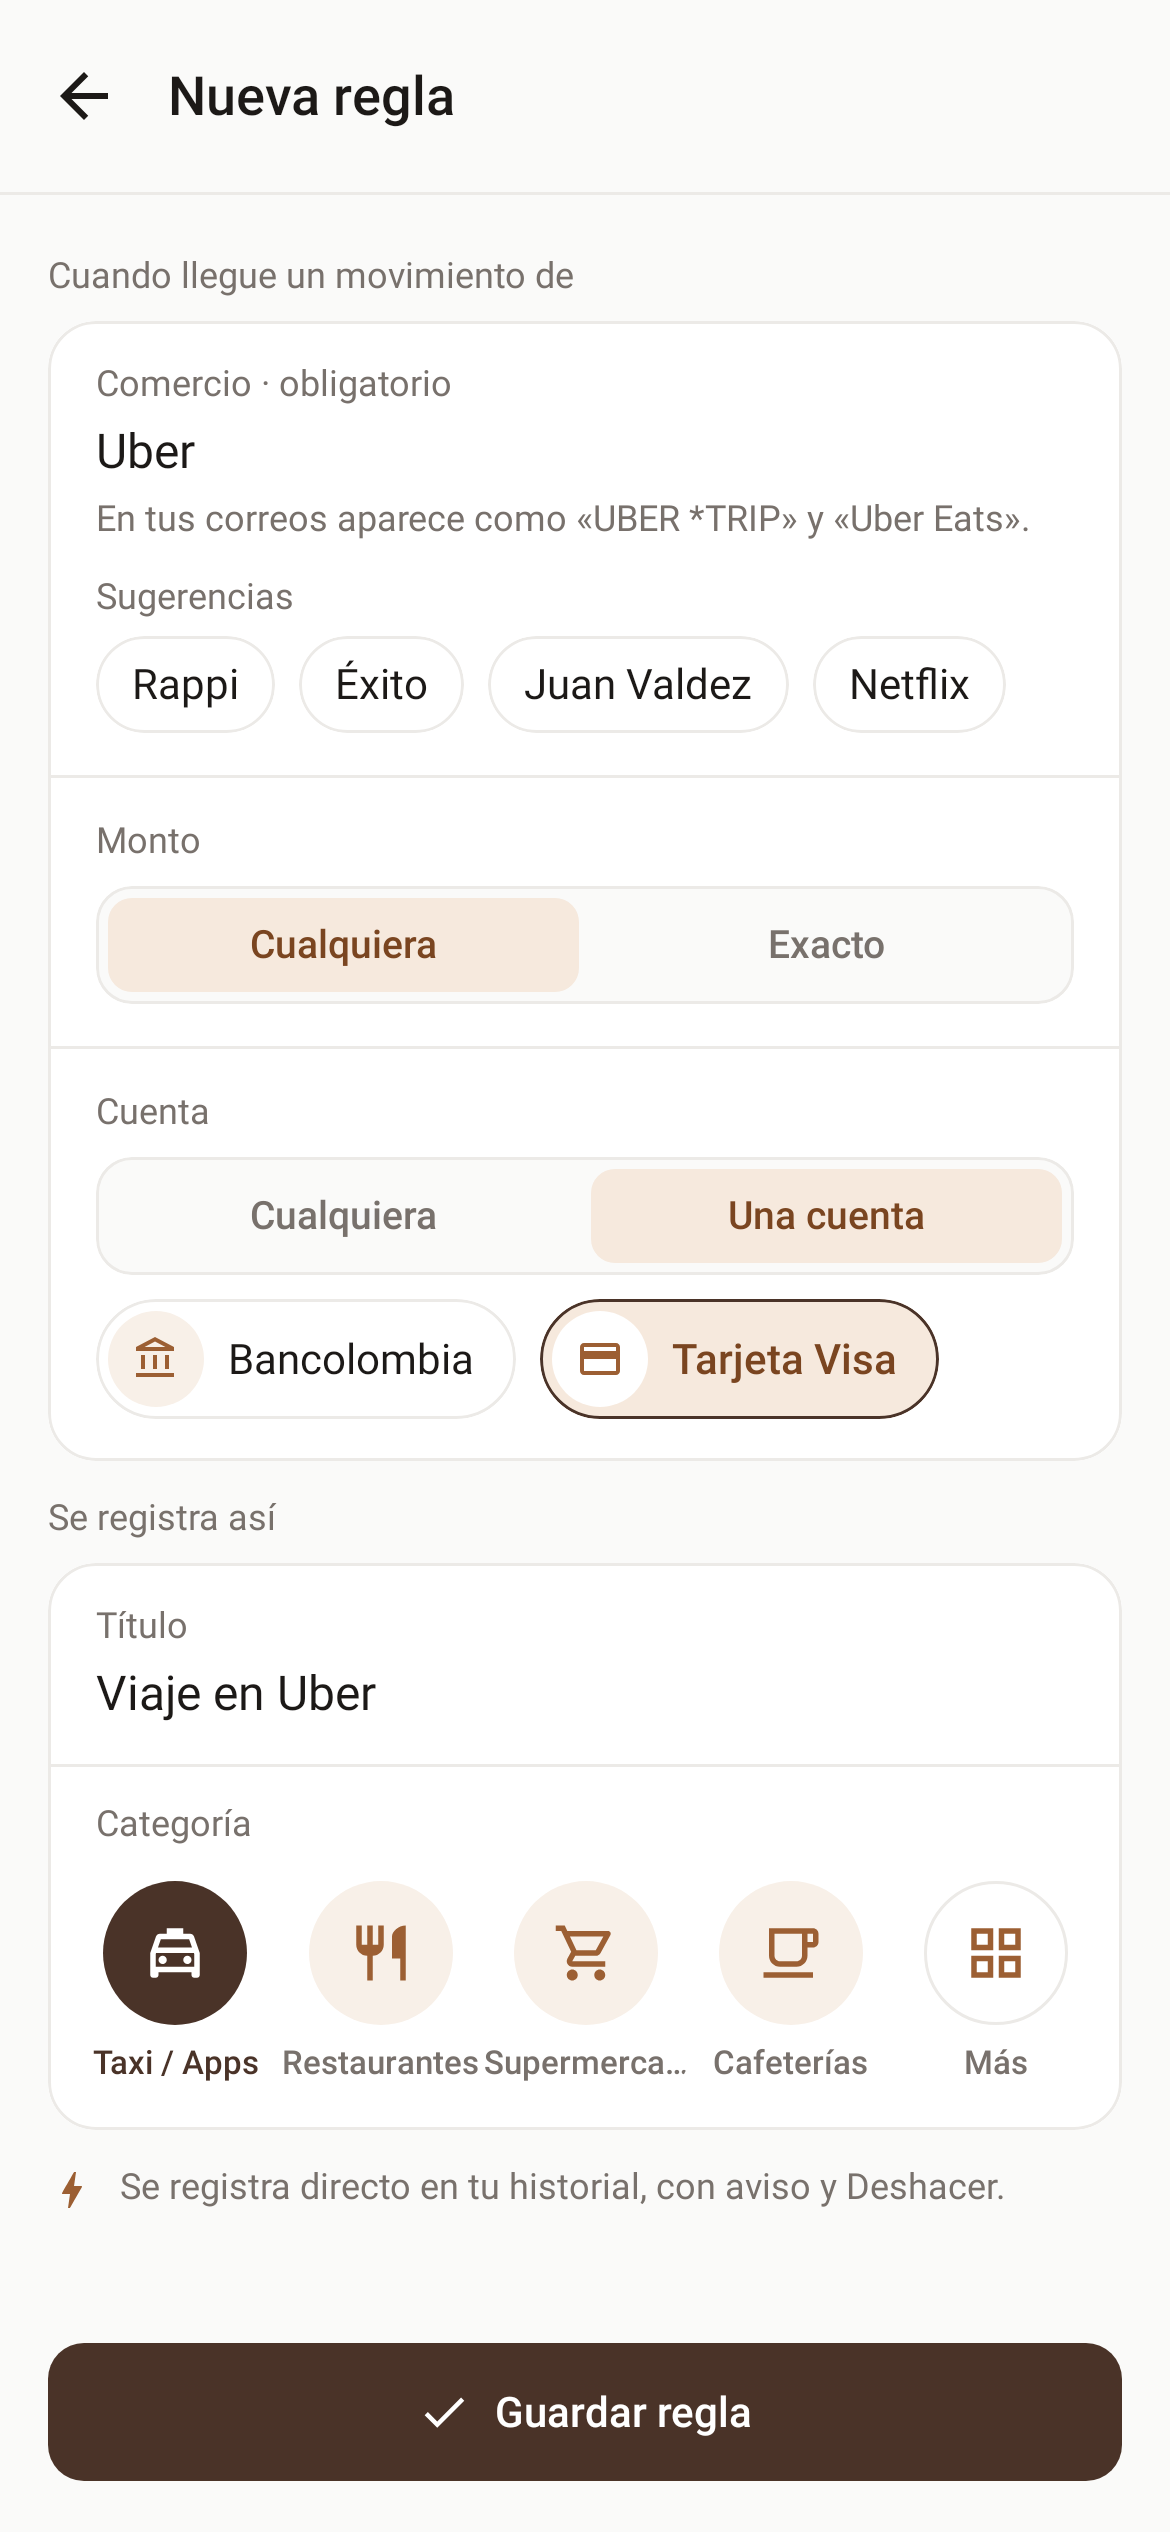 Nueva regla
Cuando llegue un movimiento de
Comercio · obligatorio
Uber
En tus correos aparece como «UBER *TRIP» y «Uber Eats».
Sugerencias
Rappi Éxito Juan Valdez Netflix
Monto
Cualquiera Exacto
Cuenta
Cualquiera Una cuenta
Bancolombia Tarjeta Visa
Se registra así
Título
Viaje en Uber
Categoría
Taxi / Apps Restaurantes Supermerca... Cafeterías Más
Se registra directo en tu historial, con aviso y Deshacer.
Guardar regla